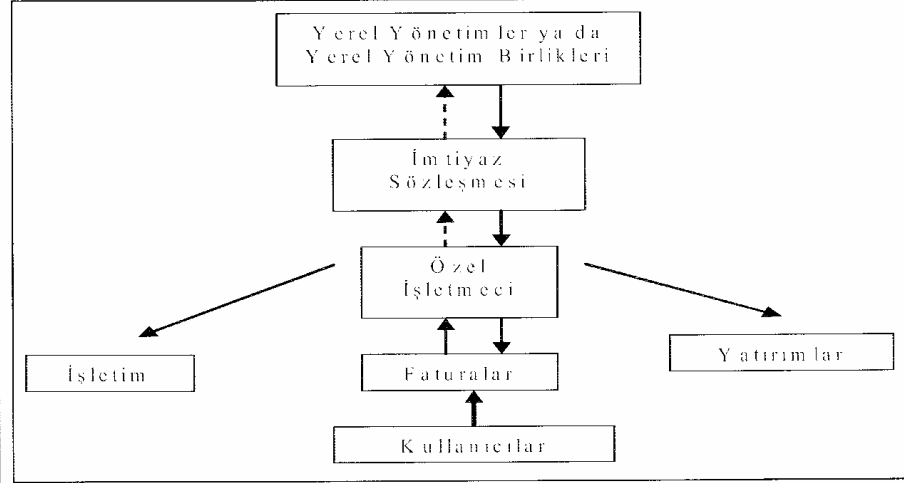 Yerel Yönetimler ya da
Yerel Yönetim Birlikleri
İmtiyaz
Sözleşmesi
Özel
İşletmeci
İşletim
Yatırımlar
Faturalar
Kullanıcılar